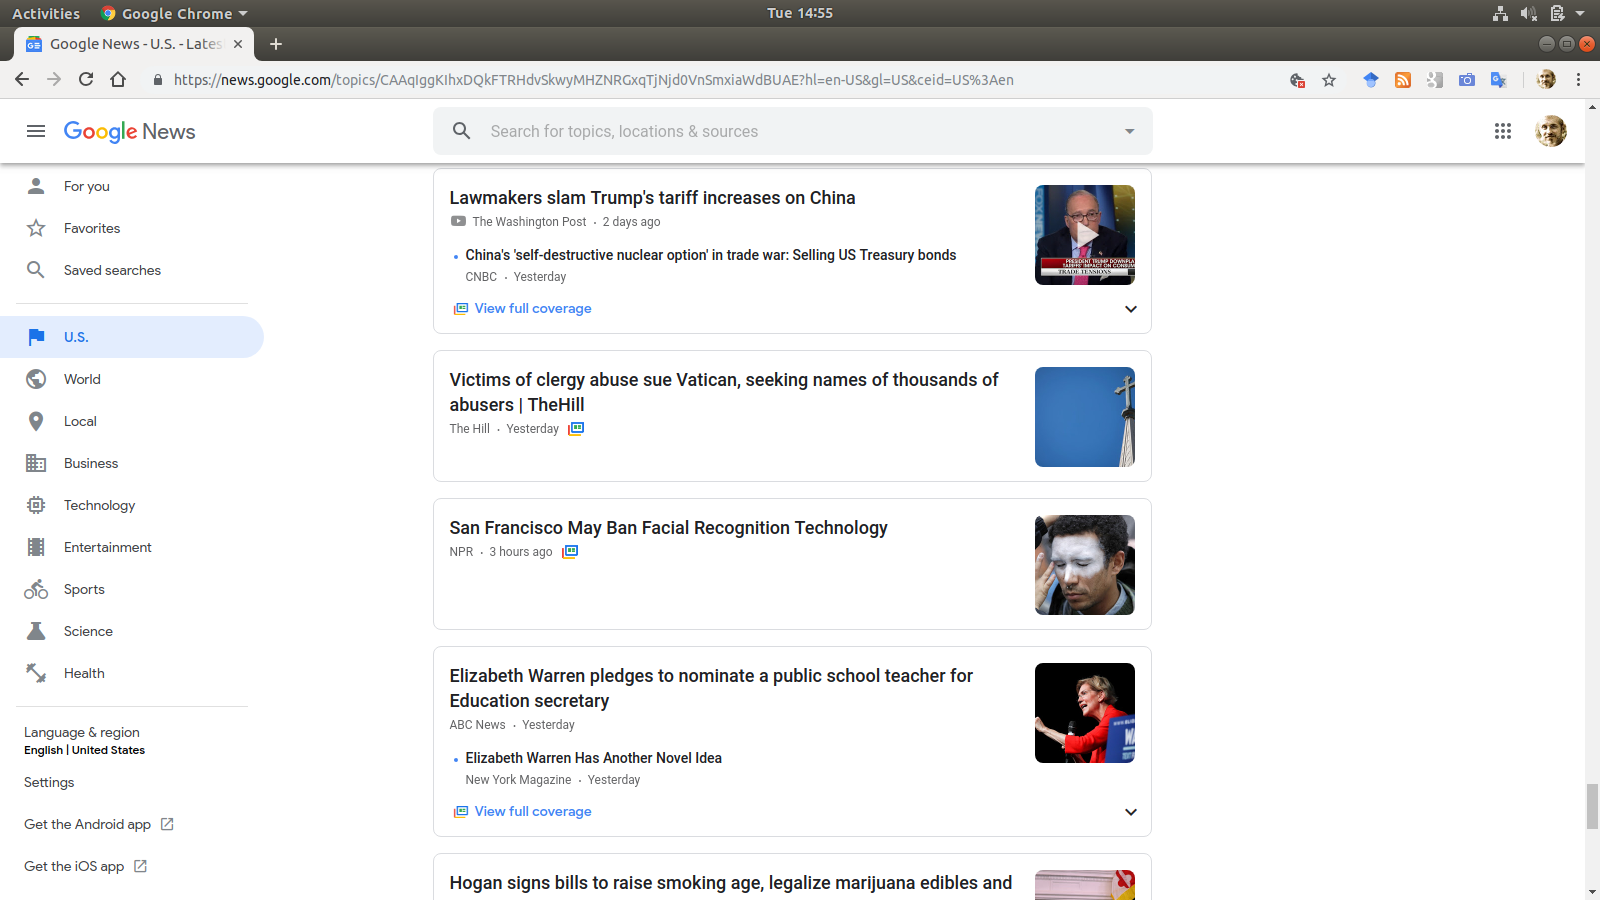 Activities
Google Chrome
Tue 14:55
Google News - U.S. - Lates
https://news.google.com/topics/CAAqIggKIhxDQkFTRHdvSkwyMHZNRGxqTjNjd0VnSmxiaWdBUAE?hl=en-US&gl=US&ceid=US%3Aen
Google News
Search for topics, locations & sources
For you
Favorites
Saved searches
U.S.
World
Local
Business
Technology
Entertainment
Sports
Science
Health
Language & region
English | United States
Settings
Get the Android app
Get the iOS app
Lawmakers slam Trump's tariff increases on China
The Washington Post · 2 days ago
China's 'self-destructive nuclear option' in trade war: Selling US Treasury bonds
CNBC · Yesterday
View full coverage
PRESIDENT TRUMP DOWNPLA
TARIFFS' IMPACT ON CONSUM
TRADE TENSIONS
Victims of clergy abuse sue Vatican, seeking names of thousands of
abusers | TheHill
The Hill · Yesterday
San Francisco May Ban Facial Recognition Technology
NPR · 3 hours ago
Elizabeth Warren pledges to nominate a public school teacher for
Education secretary
ABC News · Yesterday
Elizabeth Warren Has Another Novel Idea
New York Magazine · Yesterday
View full coverage
Hogan signs bills to raise smoking age, legalize marijuana edibles and